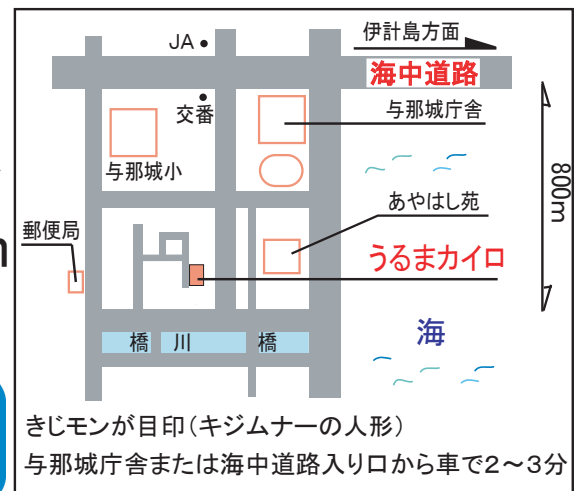 JA
伊計島方面
海中道路
交番
与那城庁舎
与那城小
800m
あやはし苑
郵便局
うるまカイロ
橋 川 橋
海
きじモンが目印(キジムナーの人形)
与那城庁舎または海中道路入り口から車で2〜3分